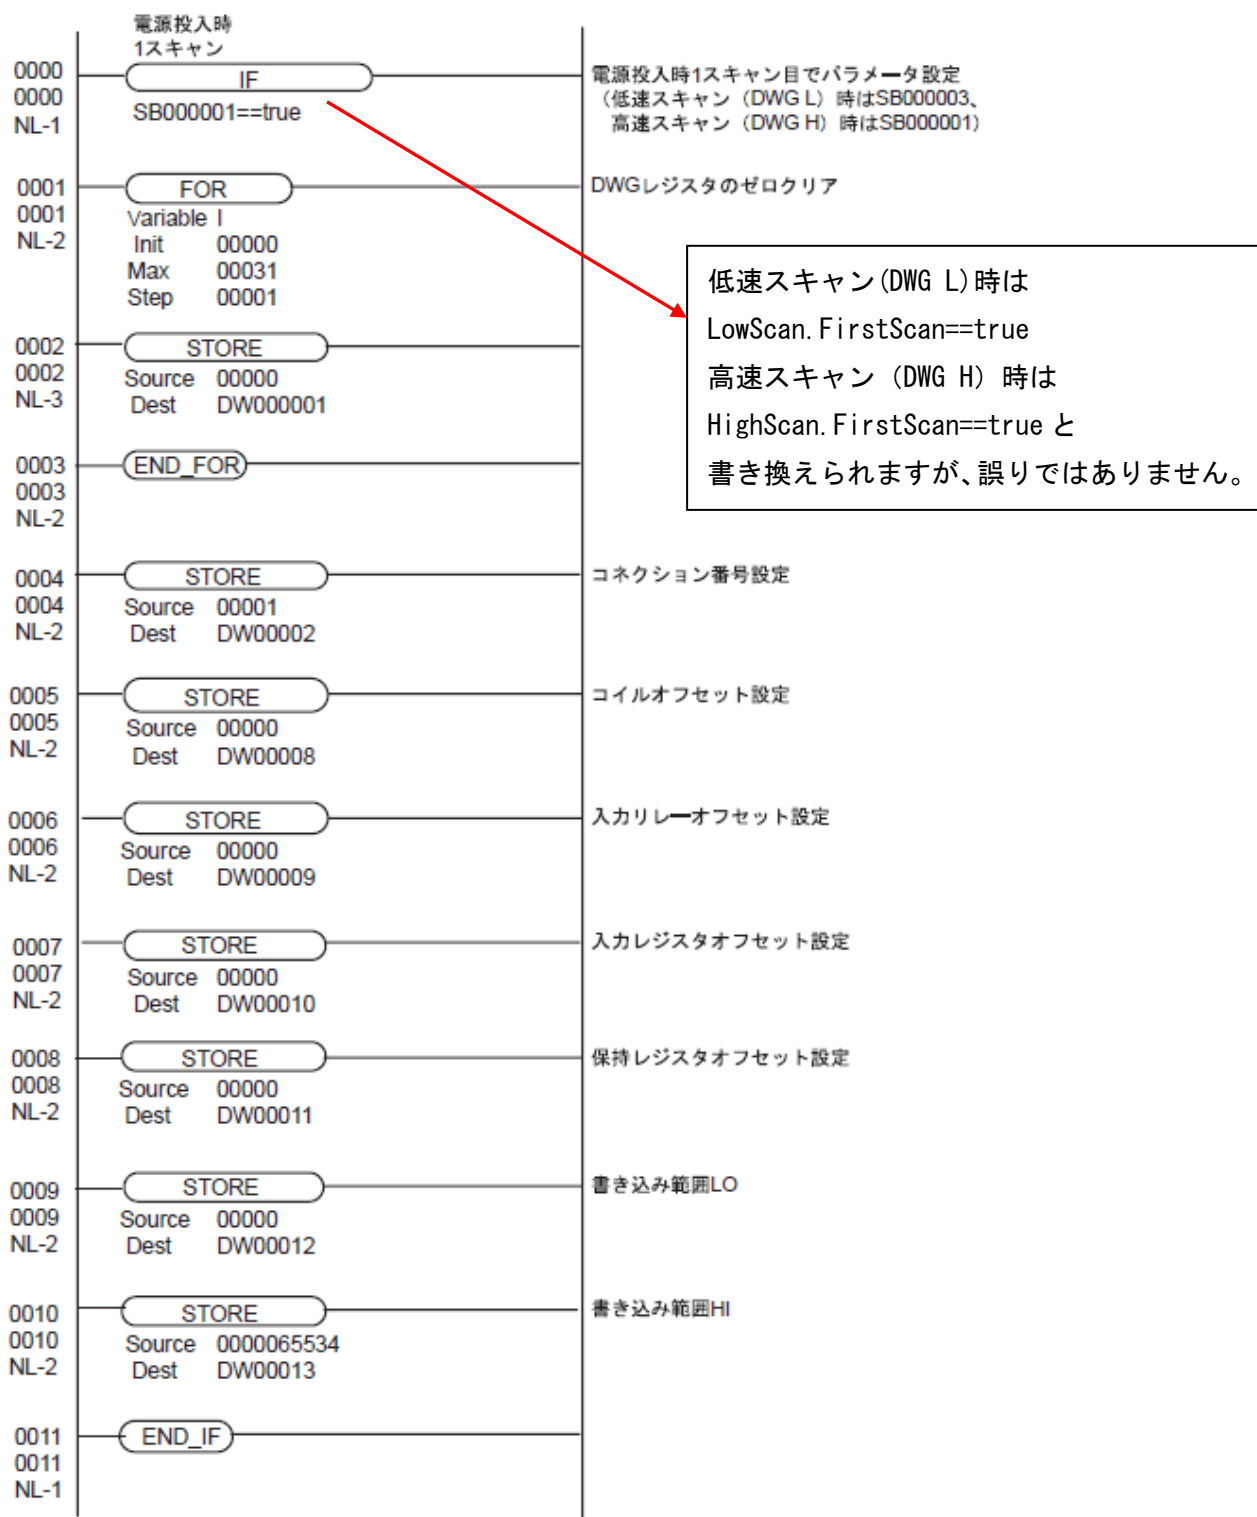 電源投入時
1スキャン
0000
0000
NL-1
IF
SB000001==true
電源投入時1スキャン目でパラメータ設定
（低速スキャン（DWG L）時はSB000003、
高速スキャン（DWG H）時はSB000001）
0001
0001
NL-2
FOR
Variable I
Init 00000
Max 00031
Step 00001
DWGレジスタのゼロクリア
低速スキャン(DWG L)時は
LowScan.FirstScan==true
高速スキャン（DWG H）時は
HighScan.FirstScan==true と
書き換えられますが、誤りではありません。
0002
0002
NL-3
STORE
Source 00000
Dest DW000001
0003
0003
NL-2
END_FOR
0004
0004
NL-2
STORE
Source 00001
Dest DW00002
コネクション番号設定
0005
0005
NL-2
STORE
Source 00000
Dest DW00008
コイルオフセット設定
0006
0006
NL-2
STORE
Source 00000
Dest DW00009
入力リレーオフセット設定
0007
0007
NL-2
STORE
Source 00000
Dest DW00010
入力レジスタオフセット設定
0008
0008
NL-2
STORE
Source 00000
Dest DW00011
保持レジスタオフセット設定
0009
0009
NL-2
STORE
Source 00000
Dest DW00012
書き込み範囲LO
0010
0010
NL-2
STORE
Source 0000065534
Dest DW00013
書き込み範囲HI
0011
0011
NL-1
END_IF